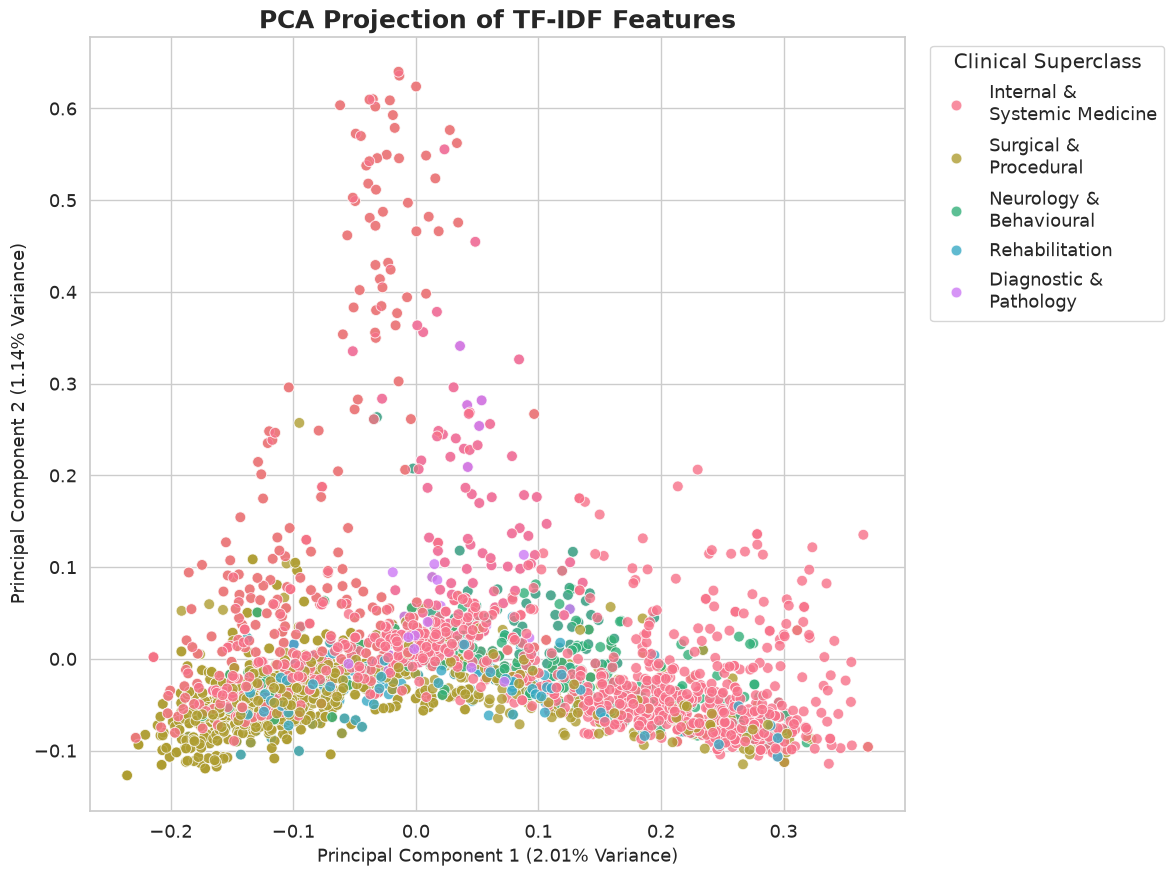 PCA Projection of TF-IDF Features
Clinical Superclass
Internal &
Systemic Medicine
Surgical &
Procedural
Neurology &
Behavioural
Rehabilitation
Diagnostic &
Pathology
Principal Component 2 (1.14% Variance)
0.6
0.5
0.4
0.3
0.2
0.1
0.0
−0.1
−0.2
−0.1
0.0
0.1
0.2
0.3
Principal Component 1 (2.01% Variance)